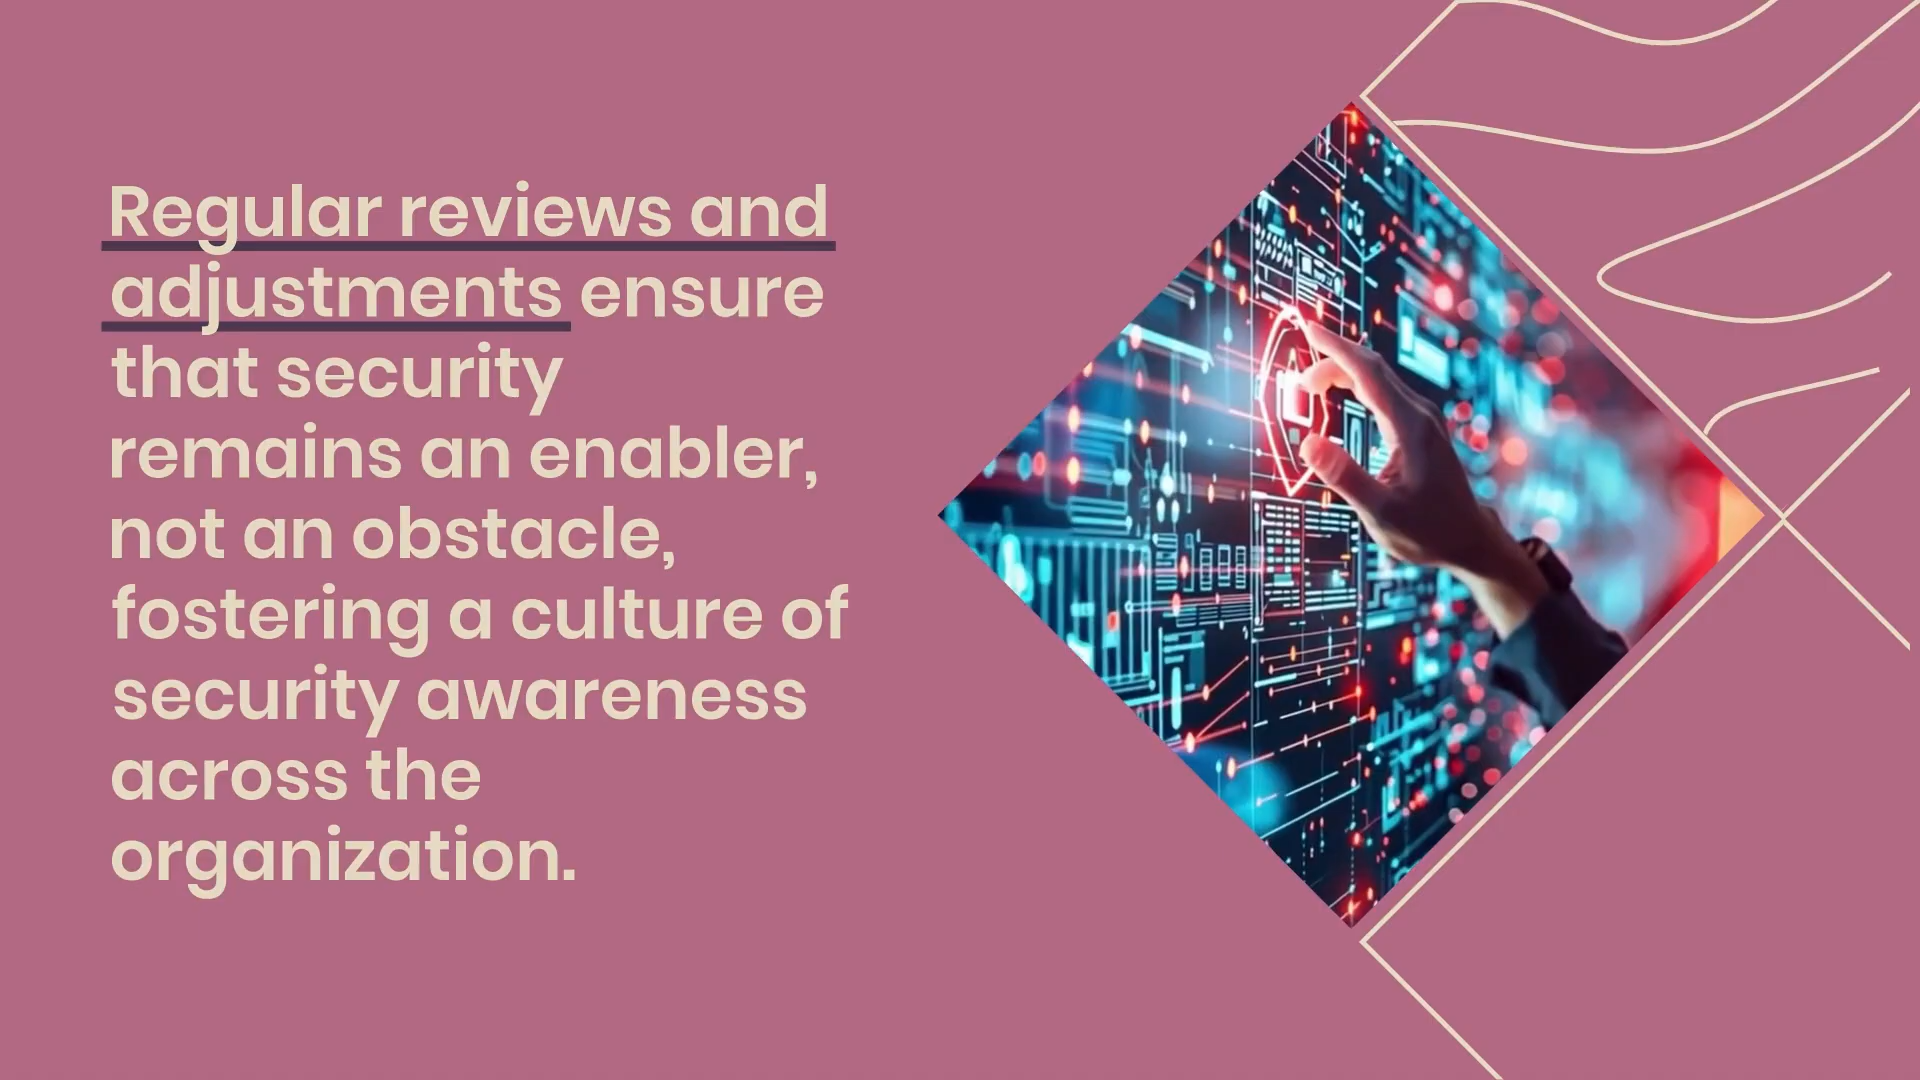 Regular reviews and
adjustments ensure
that security
remains an enabler,
not an obstacle,
fostering a culture of
security awareness
across the
organization.